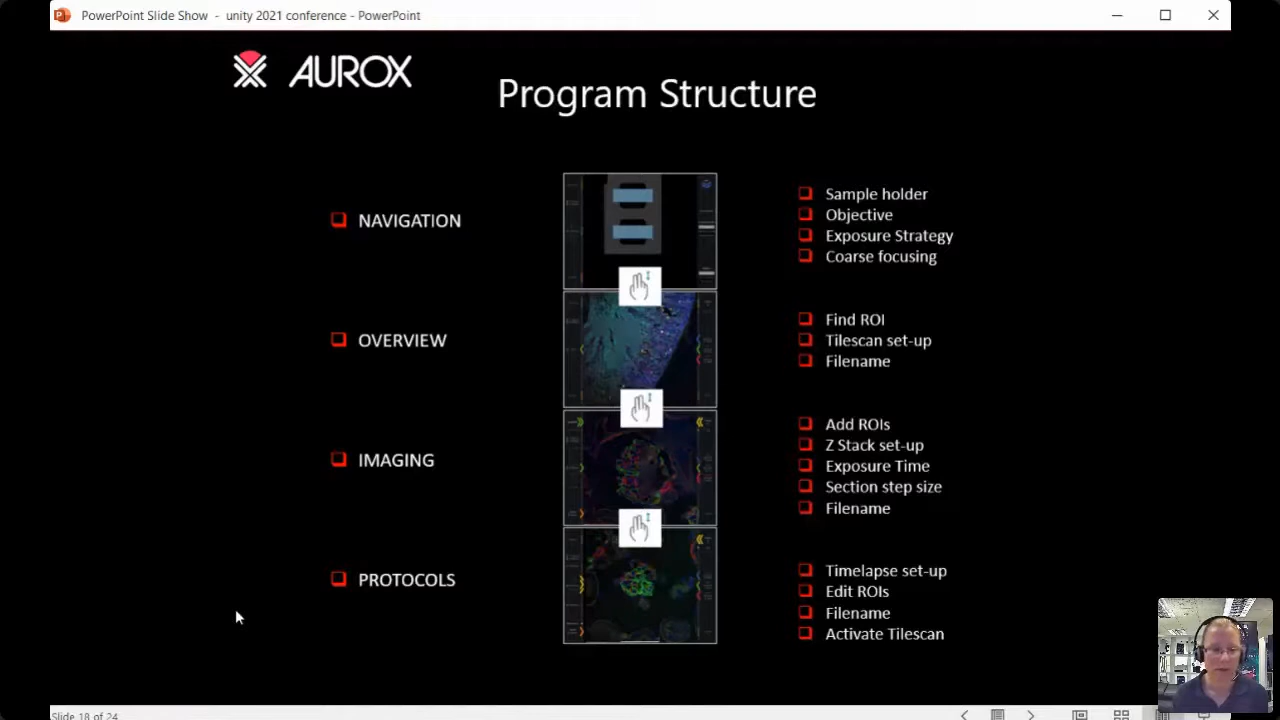 PowerPoint Slide Show - unity 2021 conference - PowerPoint
AUROX
Program Structure
NAVIGATION
Sample holder
Objective
Exposure Strategy
Coarse focusing
OVERVIEW
Find ROI
Tilescan set-up
Filename
IMAGING
Add ROIs
Z Stack set-up
Exposure Time
Section step size
Filename
PROTOCOLS
Timelapse set-up
Edit ROIs
Filename
Activate Tilescan
Slide 18 of 24